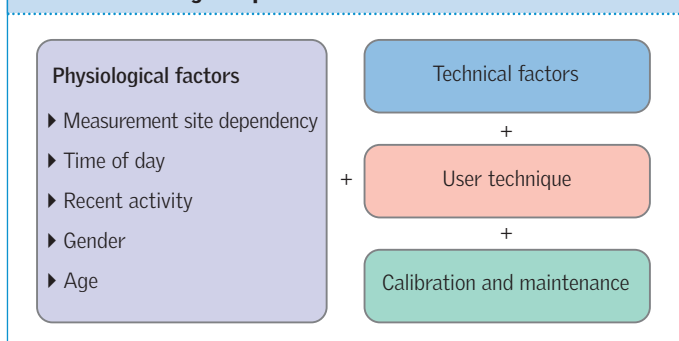 Physiological factors
Measurement site dependency
Time of day
Recent activity
Gender
Age
+
Technical factors
+
User technique
+
Calibration and maintenance